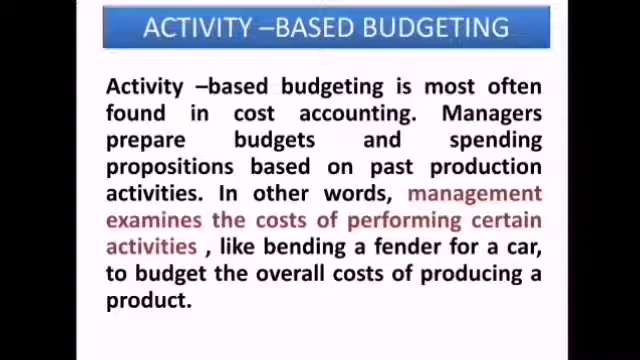 ACTIVITY –BASED BUDGETING
Activity –based budgeting is most often
found in cost accounting. Managers
prepare budgets and spending
propositions based on past production
activities. In other words, management
examines the costs of performing certain
activities , like bending a fender for a car,
to budget the overall costs of producing a
product.